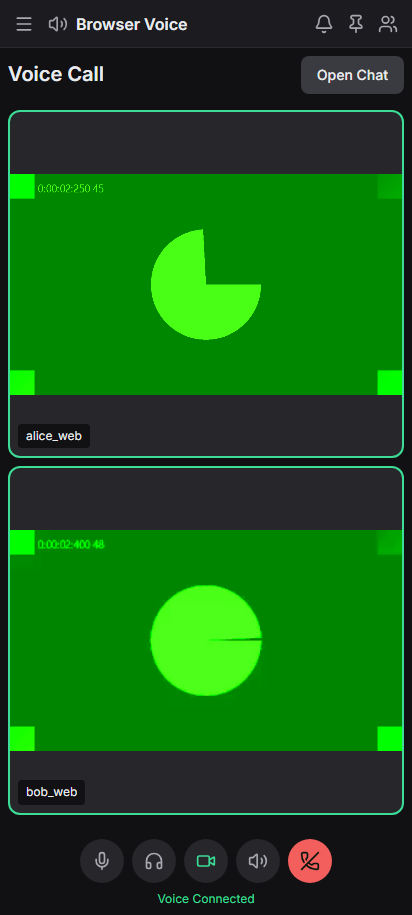 Browser Voice
Voice Call
Open Chat
0:00:02:250 45
alice_web
0:00:02:400 48
bob_web
Voice Connected